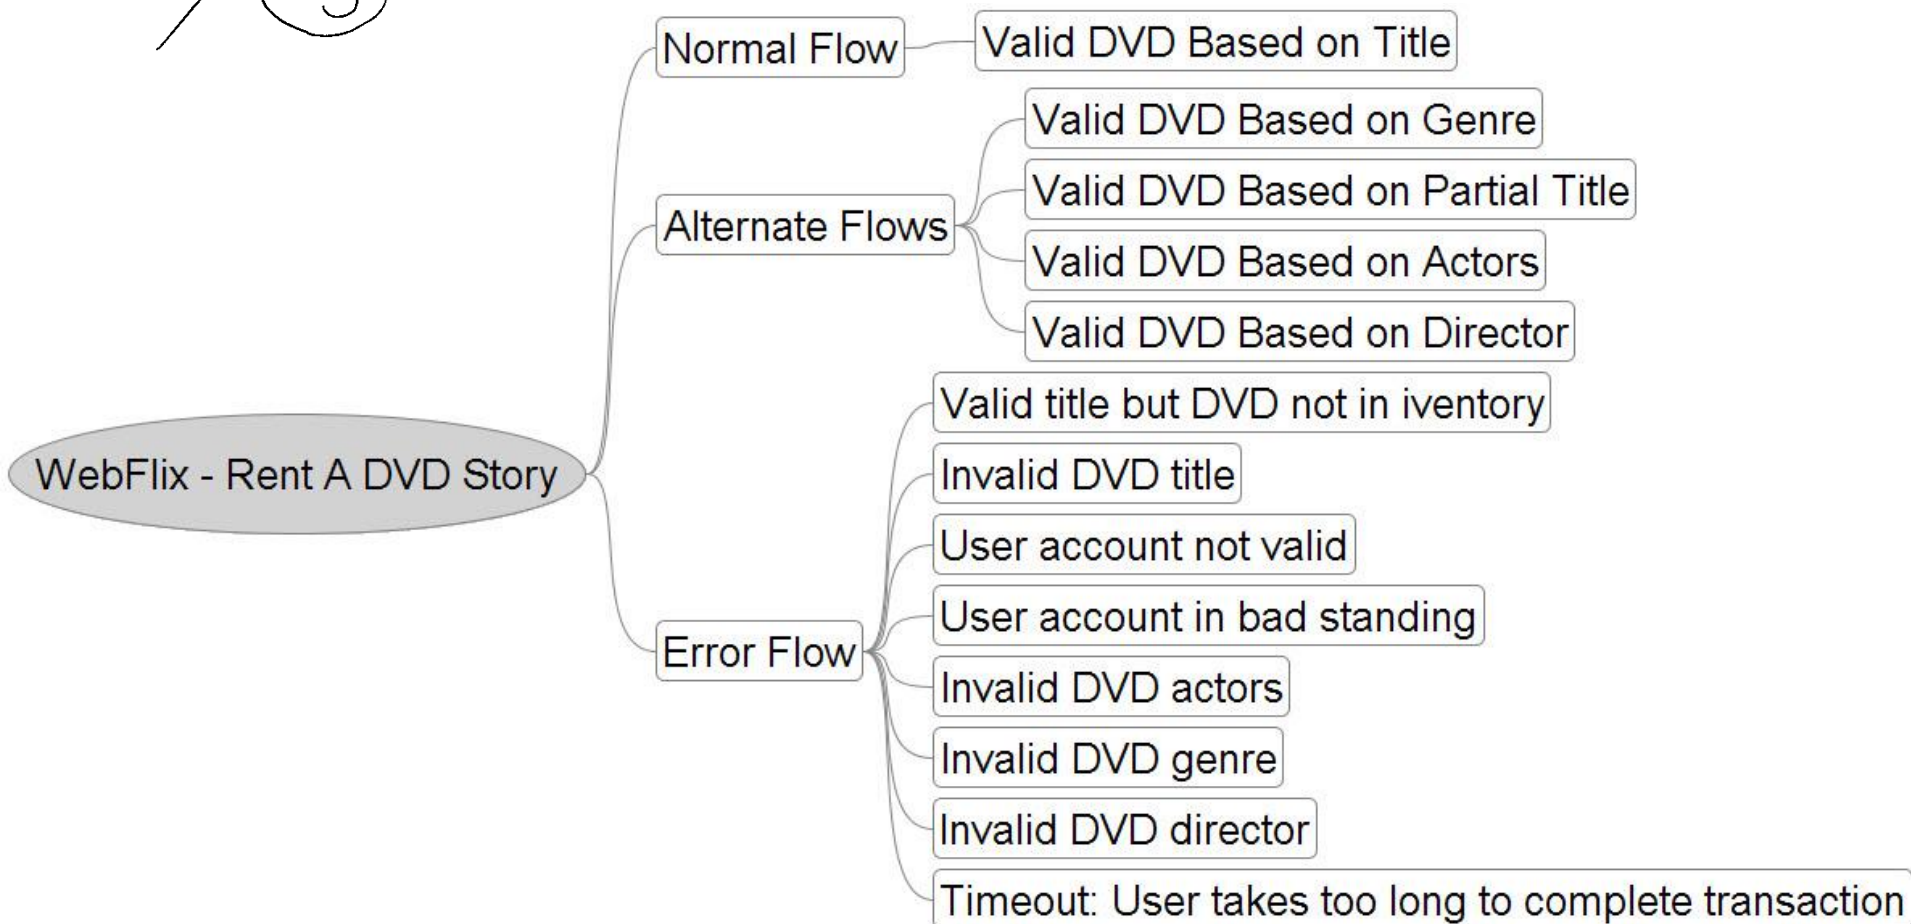 Normal Flow
Valid DVD Based on Title
Alternate Flows
Valid DVD Based on Genre
Valid DVD Based on Partial Title
Valid DVD Based on Actors
Valid DVD Based on Director
WebFlix - Rent A DVD Story
Error Flow
Valid title but DVD not in iventory
Invalid DVD title
User account not valid
User account in bad standing
Invalid DVD actors
Invalid DVD genre
Invalid DVD director
Timeout: User takes too long to complete transaction